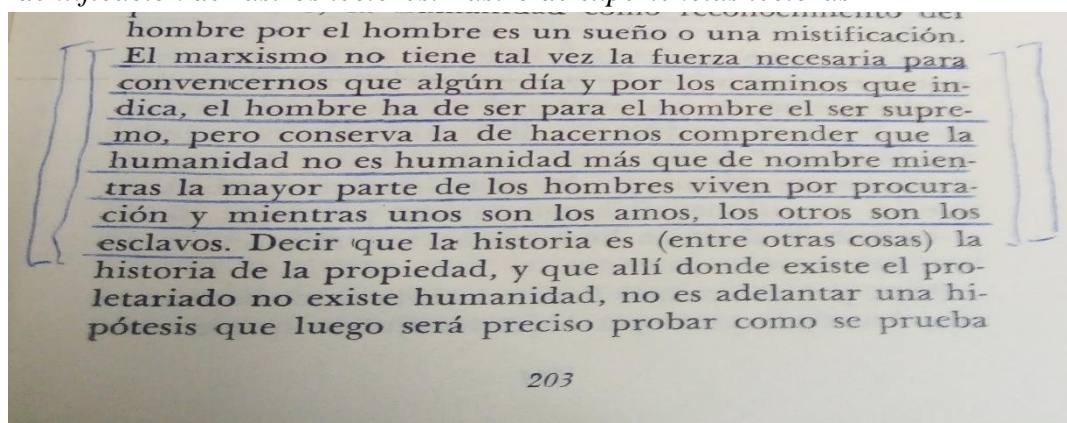 hombre por el hombre es un sueño o una mistificación.
El marxismo no tiene tal vez la fuerza necesaria para
convencernos que algún día y por los caminos que in-
dica, el hombre ha de ser para el hombre el ser supre-
mo, pero conserva la de hacernos comprender que la
humanidad no es humanidad más que de nombre mien-
tras la mayor parte de los hombres viven por procura-
ción y mientras unos son los amos, los otros son los
esclavos. Decir que la historia es (entre otras cosas) la
historia de la propiedad, y que allí donde existe el pro-
letariado no existe humanidad, no es adelantar una hi-
pótesis que luego será preciso probar como se prueba
203